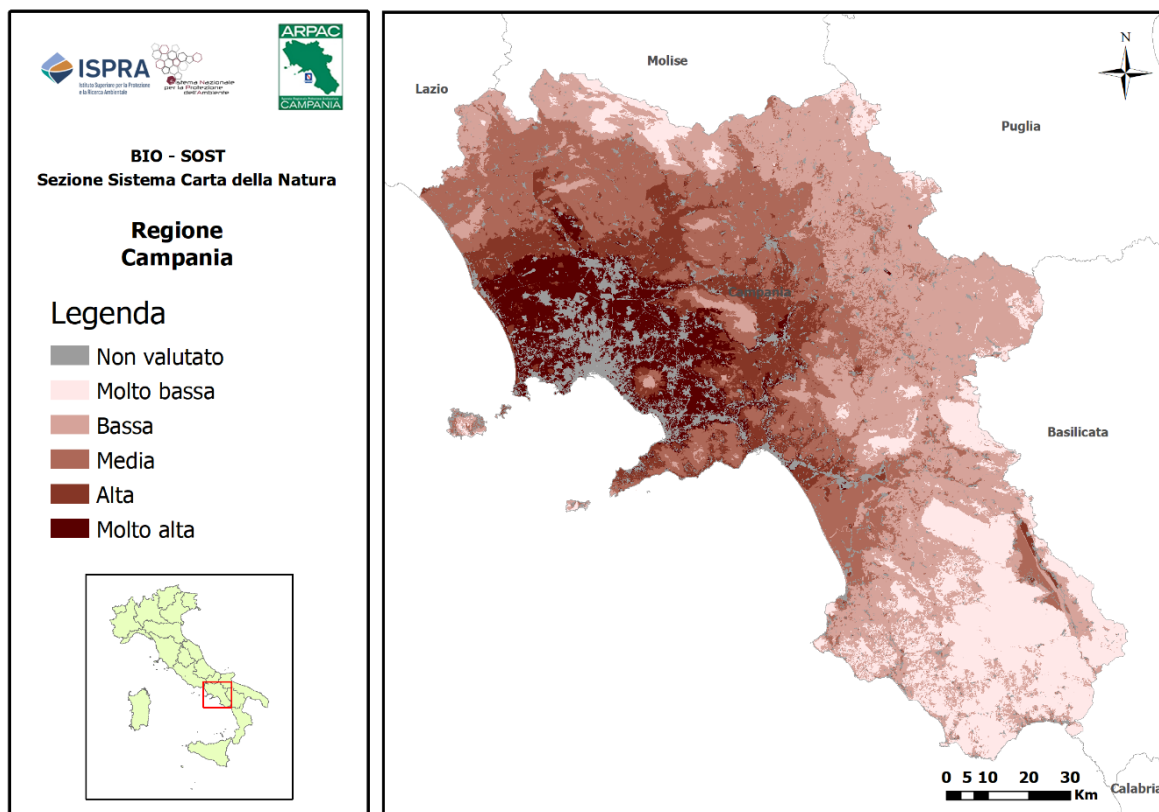 ISPRA
Istituto Superiore per la Protezione
e la Ricerca Ambientale
Sistema Nazionale
per la Protezione
dell'Ambiente
ARPAC
CAMPANIA
BIO - SOST
Sezione Sistema Carta della Natura
Regione
Campania
Legenda
Non valutato
Molto bassa
Bassa
Media
Alta
Molto alta
Molise
N
Lazio
Puglia
Campania
Basilicata
0 5 10 20 30
Km
Calabria